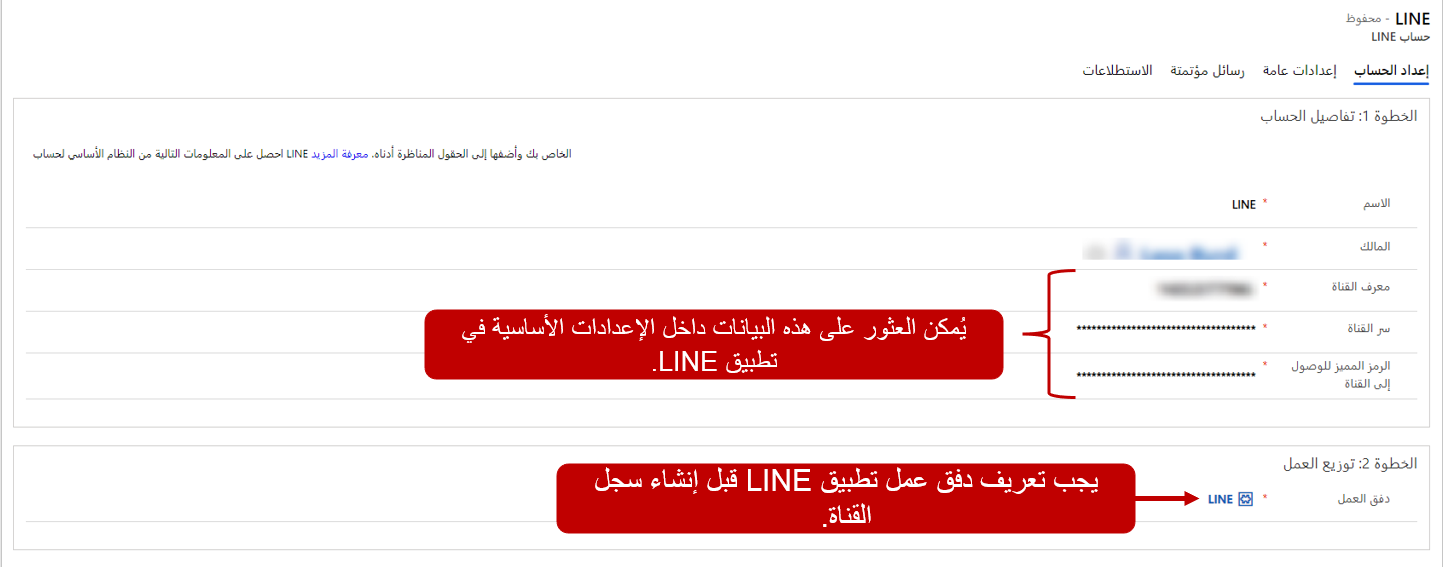 LINE - محفوظ
حساب LINE
إعداد الحساب إعدادات عامة رسائل مؤتمتة الاستطلاعات
الخطوة 1: تفاصيل الحساب
الخاص بك وأضفها إلى الحقول المناظرة أدناه. معرفة المزيد LINE احصل على المعلومات التالية من النظام الأساسي لحساب
الاسم * LINE
المالك *
معرف القناة *
سر القناة * ************************************
الرمز المميز للوصول * ************************************
إلى القناة
يُمكن العثور على هذه البيانات داخل الإعدادات الأساسية في
تطبيق LINE.
الخطوة 2: توزيع العمل
دفق العمل * LINE
يجب تعريف دفق عمل تطبيق LINE قبل إنشاء سجل
القناة.